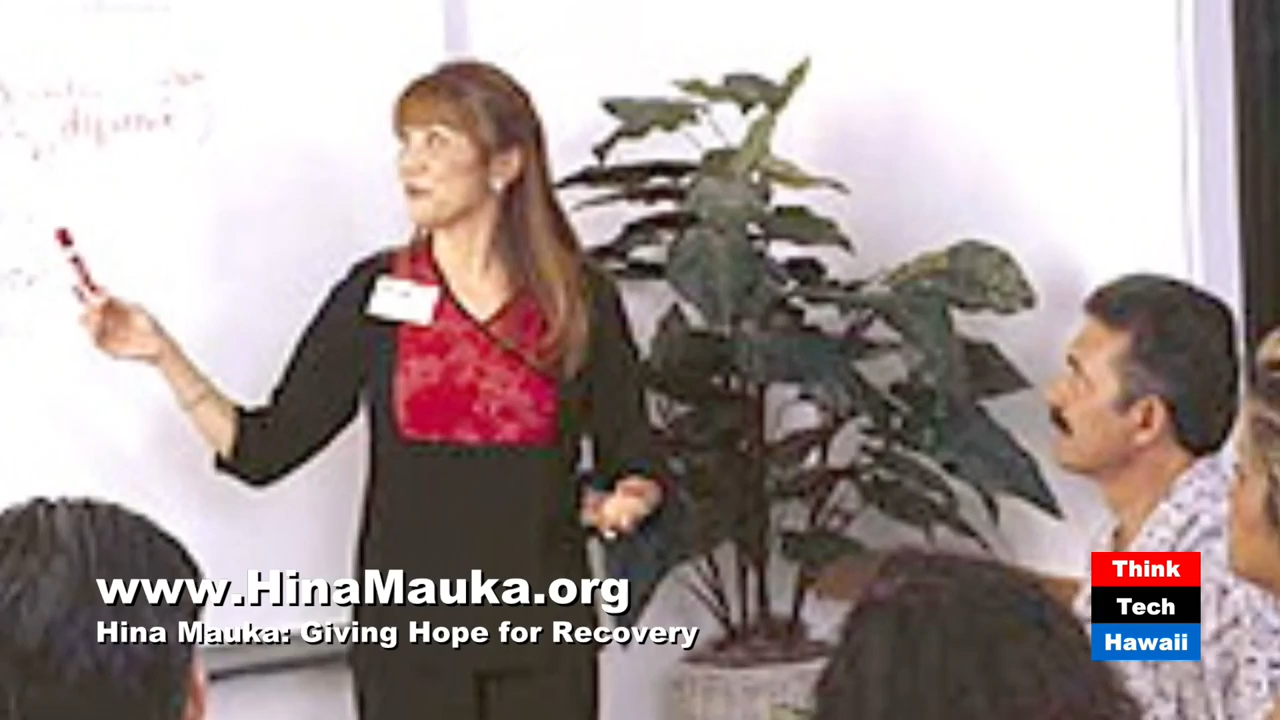 www.HinaMauka.org
Hina Mauka: Giving Hope for Recovery
Think
Tech
Hawaii